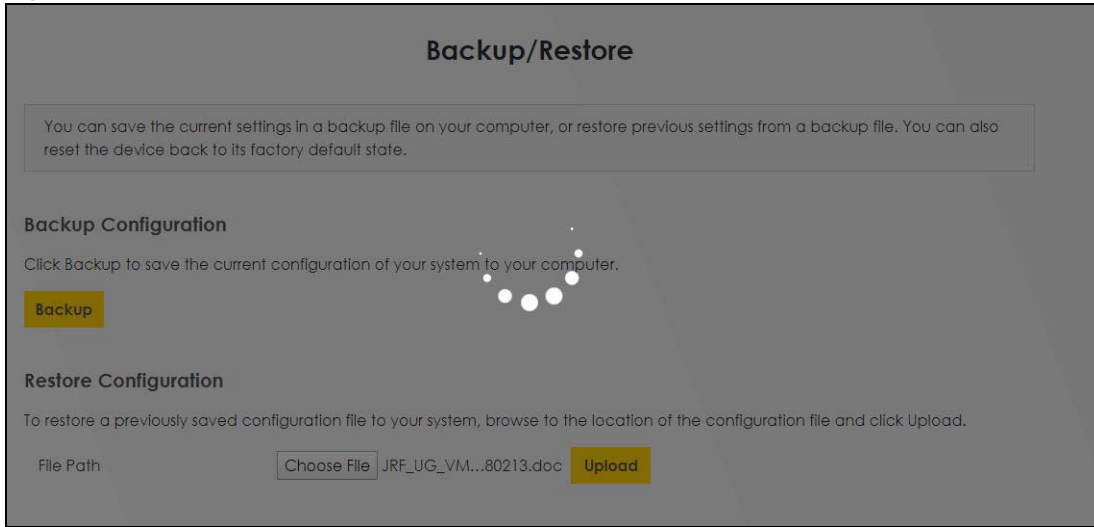 Backup/Restore
You can save the current settings in a backup file on your computer, or restore previous settings from a backup file. You can also
reset the device back to its factory default state.
Backup Configuration
Click Backup to save the current configuration of your system to your computer.
Backup
Restore Configuration
To restore a previously saved configuration file to your system, browse to the location of the configuration file and click Upload.
File Path Choose File JRF_UG_VM...80213.doc Upload